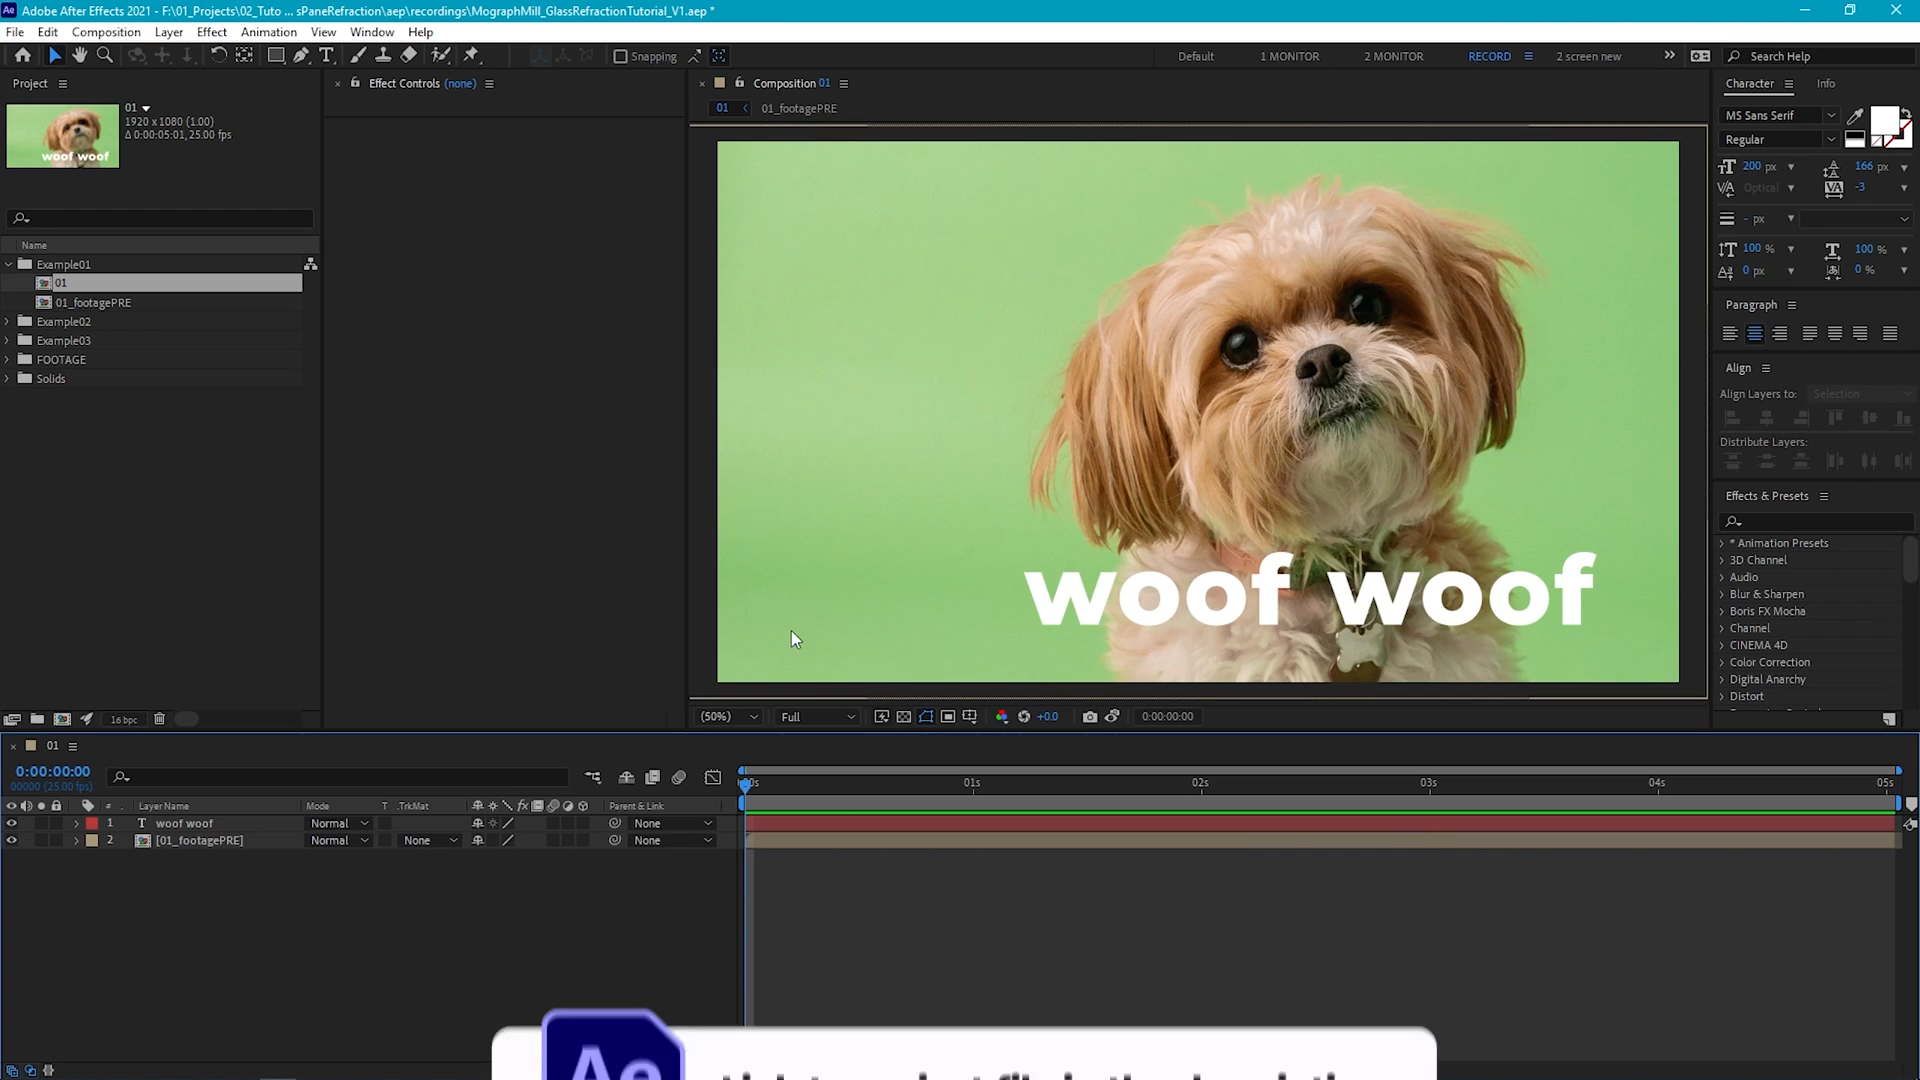 Ae Adobe After Effects 2021 - F:\01_Projects\02_Tuto ... sPaneRefraction\aep\recordings\MographMill_GlassRefractionTutorial_V1.aep *
File Edit Composition Layer Effect Animation View Window Help
Snapping Default 1 MONITOR 2 MONITOR RECORD 2 screen new Search Help
Project Effect Controls (none) Composition 01 Character Info
01
1920 x 1080 (1.00)
Δ 0:00:05:01, 25.00 fps
woof woof
01 01_footagePRE
MS Sans Serif
Regular
200 px 166 px
Optical -3
- px
100 % 100 %
0 px 0 %
Name
Example01
01
01_footagePRE
Example02
Example03
FOOTAGE
Solids
Paragraph
Align
Align Layers to: Selection
Distribute Layers:
Effects & Presets
* Animation Presets
3D Channel
Audio
Blur & Sharpen
Boris FX Mocha
Channel
CINEMA 4D
Color Correction
Digital Anarchy
Distort
woof woof
16 bpc
(50%) Full +0.0 0:00:00:00
01
0:00:00:00
00000 (25.00 fps)
00s 01s 02s 03s 04s 05s
# Layer Name Mode T .TrkMat fx Parent & Link
1 T woof woof Normal None
2 [01_footagePRE] Normal None None
Ae